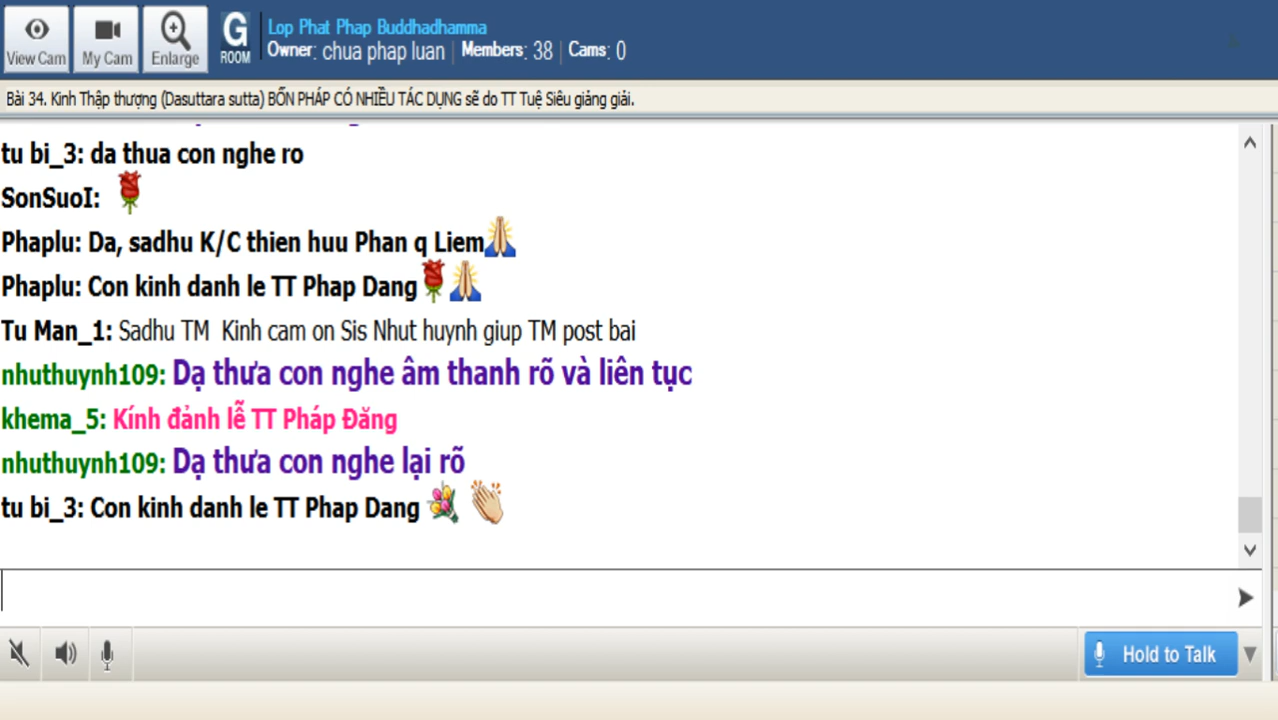 View Cam
My Cam
Enlarge
G
ROOM
Lop Phat Phap Buddhadhamma
Owner: chua phap luan | Members: 38 | Cams: 0
Bài 34. Kinh Thập thượng (Dasuttara sutta) BỐN PHÁP CÓ NHIỀU TÁC DỤNG sẽ do TT Tuệ Siêu giảng giải.
tu bi_3: da thua con nghe ro
SonSuoI:
Phaplu: Da, sadhu K/C thien huu Phan q Liem
Phaplu: Con kinh danh le TT Phap Dang
Tu Man_1: Sadhu TM Kinh cam on Sis Nhut huynh giup TM post bai
nhuthuynh109: Dạ thưa con nghe âm thanh rõ và liên tục
khema_5: Kính đảnh lễ TT Pháp Đăng
nhuthuynh109: Dạ thưa con nghe lại rõ
tu bi_3: Con kinh danh le TT Phap Dang
Hold to Talk